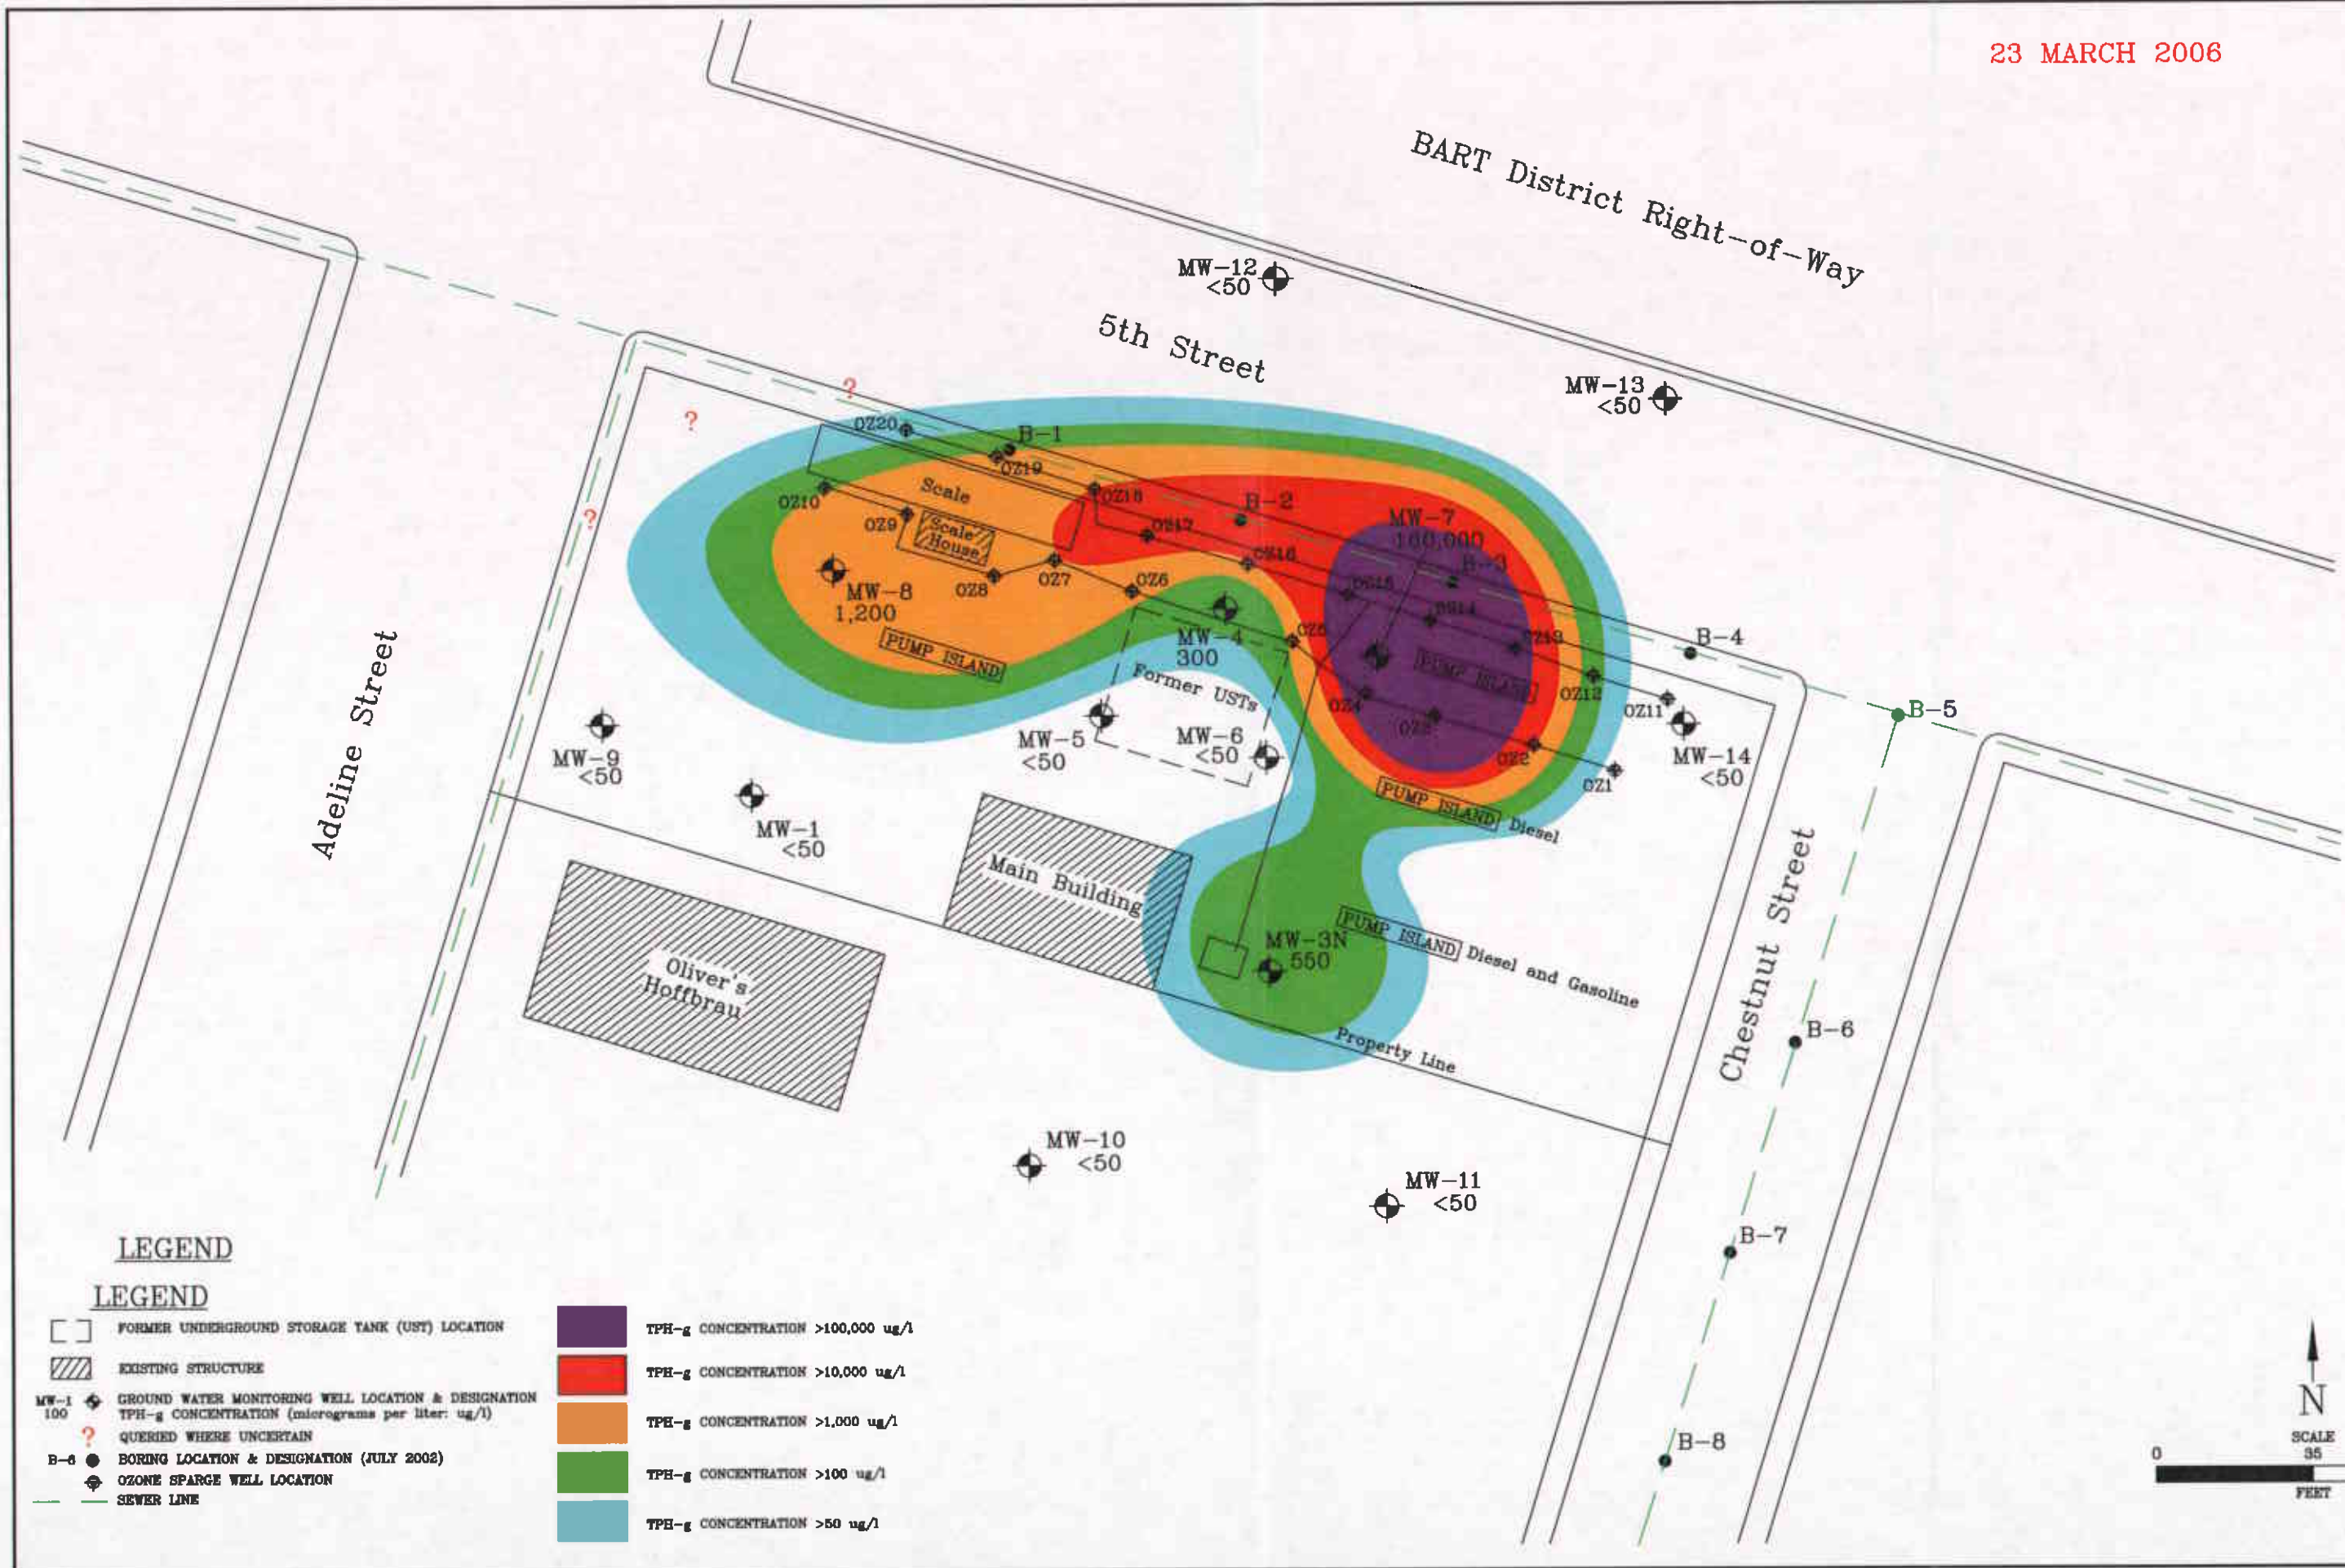 23 MARCH 2006
BART District Right-of-Way
MW-12
<50
5th Street
MW-13
<50
?
?
?
OZ20
B-1
OZ19
OZ18
Scale
OZ10
OZ9
Scale
House
OZ17
B-2
OZ16
MW-7
160,000
B-3
OZ15
OZ14
OZ13
OZ12
OZ11
B-4
B-5
MW-8
1,200
OZ8
OZ7
OZ6
MW-4
300
OZ5
PUMP ISLAND
PUMP ISLAND
Former USTs
OZ4
OZ3
OZ2
OZ1
MW-14
<50
MW-9
<50
MW-5
<50
MW-6
<50
Adeline Street
MW-1
<50
PUMP ISLAND Diesel
Main Building
Chestnut Street
PUMP ISLAND Diesel and Gasoline
MW-3N
550
Oliver's
Hoffbrau
Property Line
B-6
MW-10
<50
MW-11
<50
B-7
B-8
LEGEND
LEGEND
FORMER UNDERGROUND STORAGE TANK (UST) LOCATION
EXISTING STRUCTURE
MW-1 GROUND WATER MONITORING WELL LOCATION & DESIGNATION
100 TPH-g CONCENTRATION (micrograms per liter: ug/l)
? QUERIED WHERE UNCERTAIN
B-6 BORING LOCATION & DESIGNATION (JULY 2002)
OZONE SPARGE WELL LOCATION
SEWER LINE
TPH-g CONCENTRATION >100,000 ug/l
TPH-g CONCENTRATION >10,000 ug/l
TPH-g CONCENTRATION >1,000 ug/l
TPH-g CONCENTRATION >100 ug/l
TPH-g CONCENTRATION >50 ug/l
N
SCALE
0 35
FEET